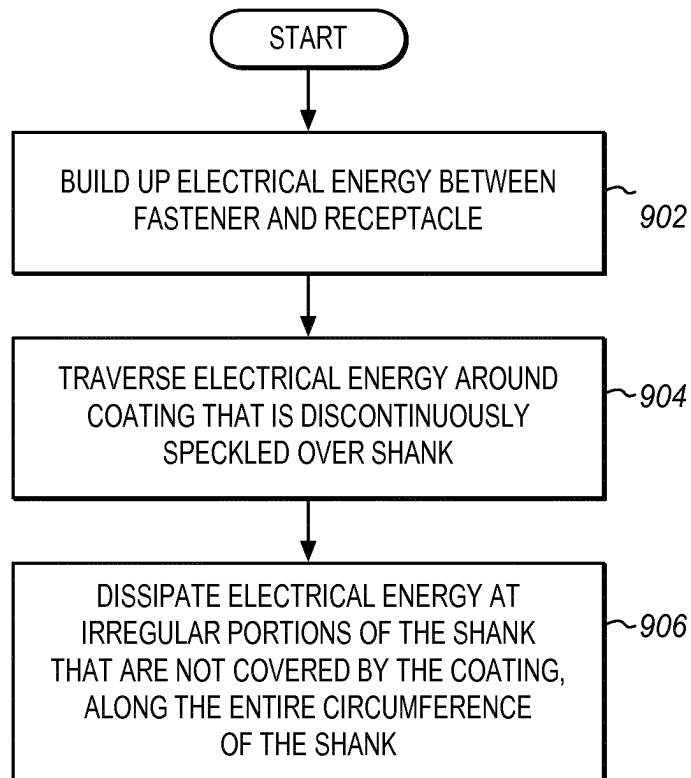 START
BUILD UP ELECTRICAL ENERGY BETWEEN
FASTENER AND RECEPTACLE
902
TRAVERSE ELECTRICAL ENERGY AROUND
COATING THAT IS DISCONTINUOUSLY
SPECKLED OVER SHANK
904
DISSIPATE ELECTRICAL ENERGY AT
IRREGULAR PORTIONS OF THE SHANK
THAT ARE NOT COVERED BY THE COATING,
ALONG THE ENTIRE CIRCUMFERENCE
OF THE SHANK
906